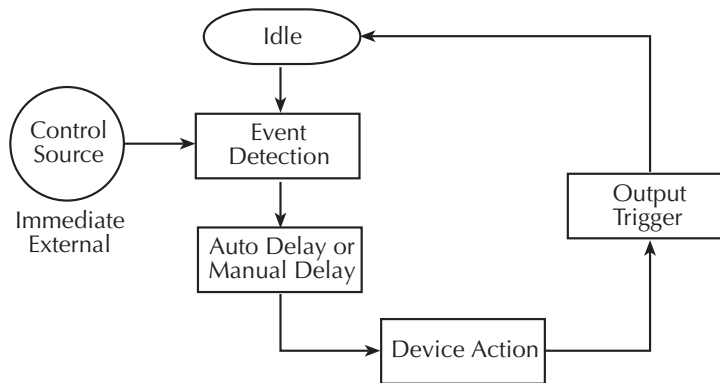 Idle
Control
Source
Immediate
External
Event
Detection
Auto Delay or
Manual Delay
Device Action
Output
Trigger